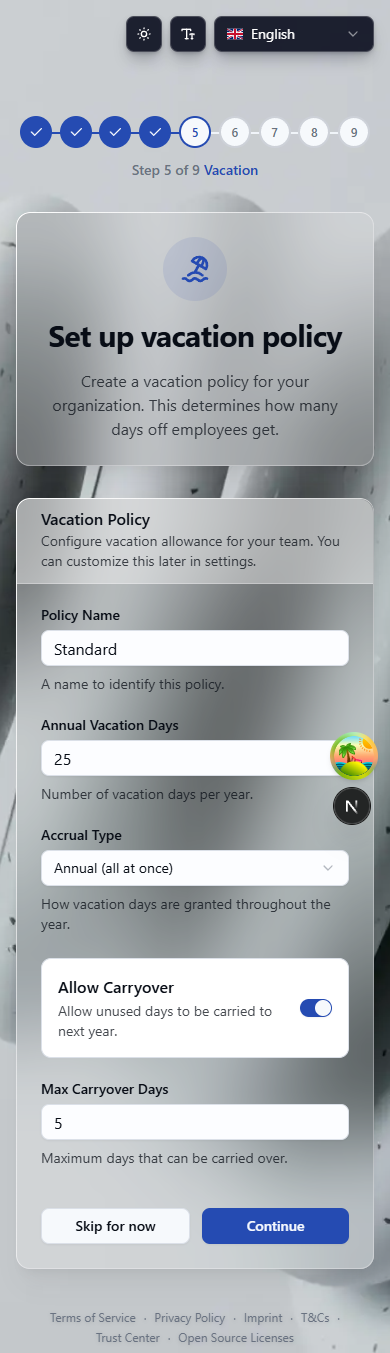 English
5 6 7 8 9
Step 5 of 9 Vacation
Set up vacation policy
Create a vacation policy for your
organization. This determines how many
days off employees get.
Vacation Policy
Configure vacation allowance for your team. You
can customize this later in settings.
Policy Name
Standard
A name to identify this policy.
Annual Vacation Days
25
Number of vacation days per year.
N
Accrual Type
Annual (all at once)
How vacation days are granted throughout the
year.
Allow Carryover
Allow unused days to be carried to
next year.
Max Carryover Days
5
Maximum days that can be carried over.
Skip for now Continue
Terms of Service · Privacy Policy · Imprint · T&Cs ·
Trust Center · Open Source Licenses